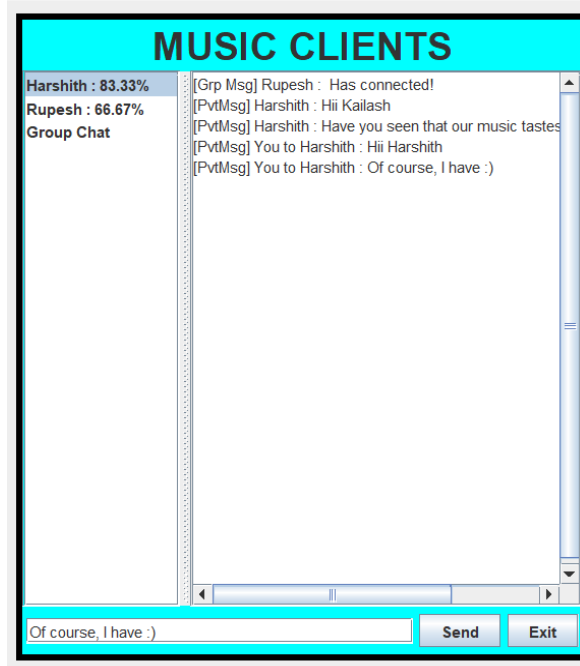 MUSIC CLIENTS
Harshith : 83.33%
Rupesh : 66.67%
Group Chat
[Grp Msg] Rupesh :  Has connected!
[PvtMsg] Harshith : Hii Kailash
[PvtMsg] Harshith : Have you seen that our music tastes
[PvtMsg] You to Harshith : Hii Harshith
[PvtMsg] You to Harshith : Of course, I have :)
Of course, I have :)
Send
Exit